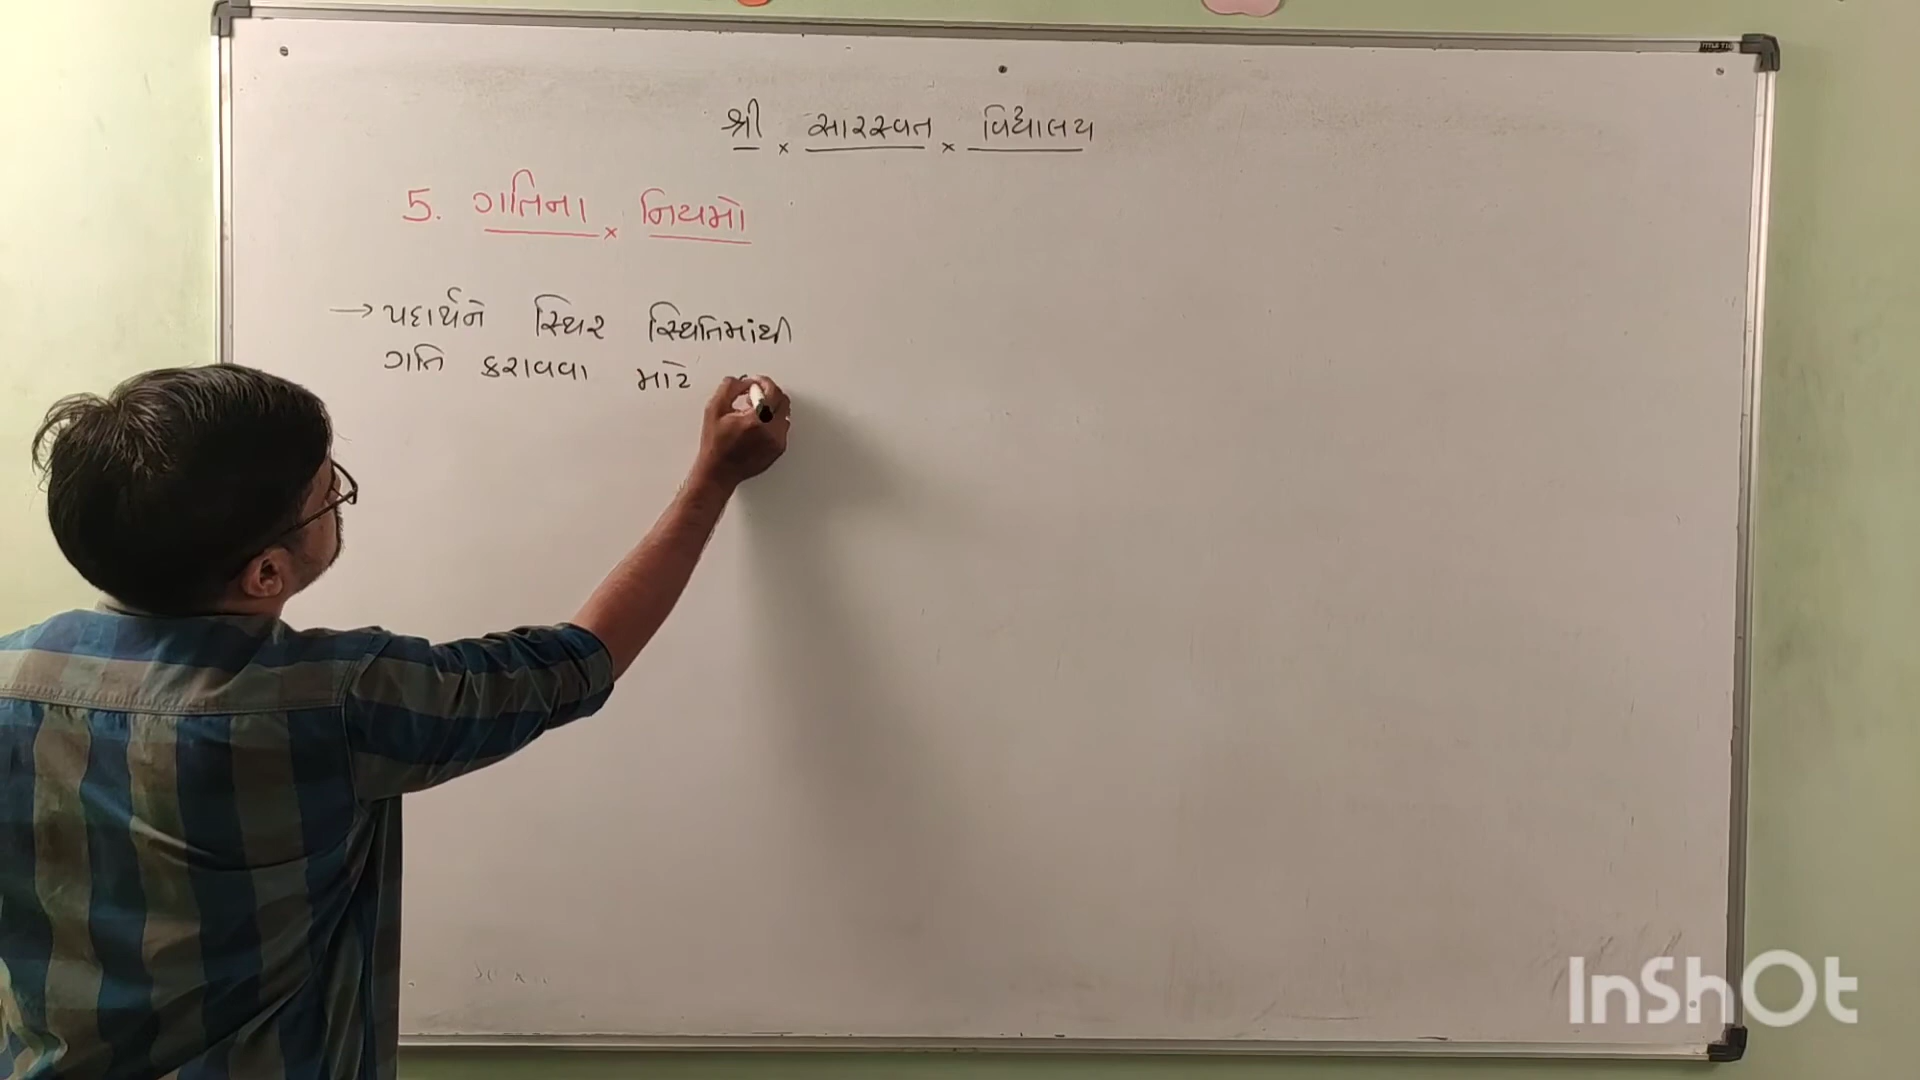 શ્રી × સારસ્વત × વિદ્યાલય
5. ગતિના × નિયમો
→ પદાર્થને સ્થિર સ્થિતિમાંથી
ગતિ કરાવવા માટે
InShOt